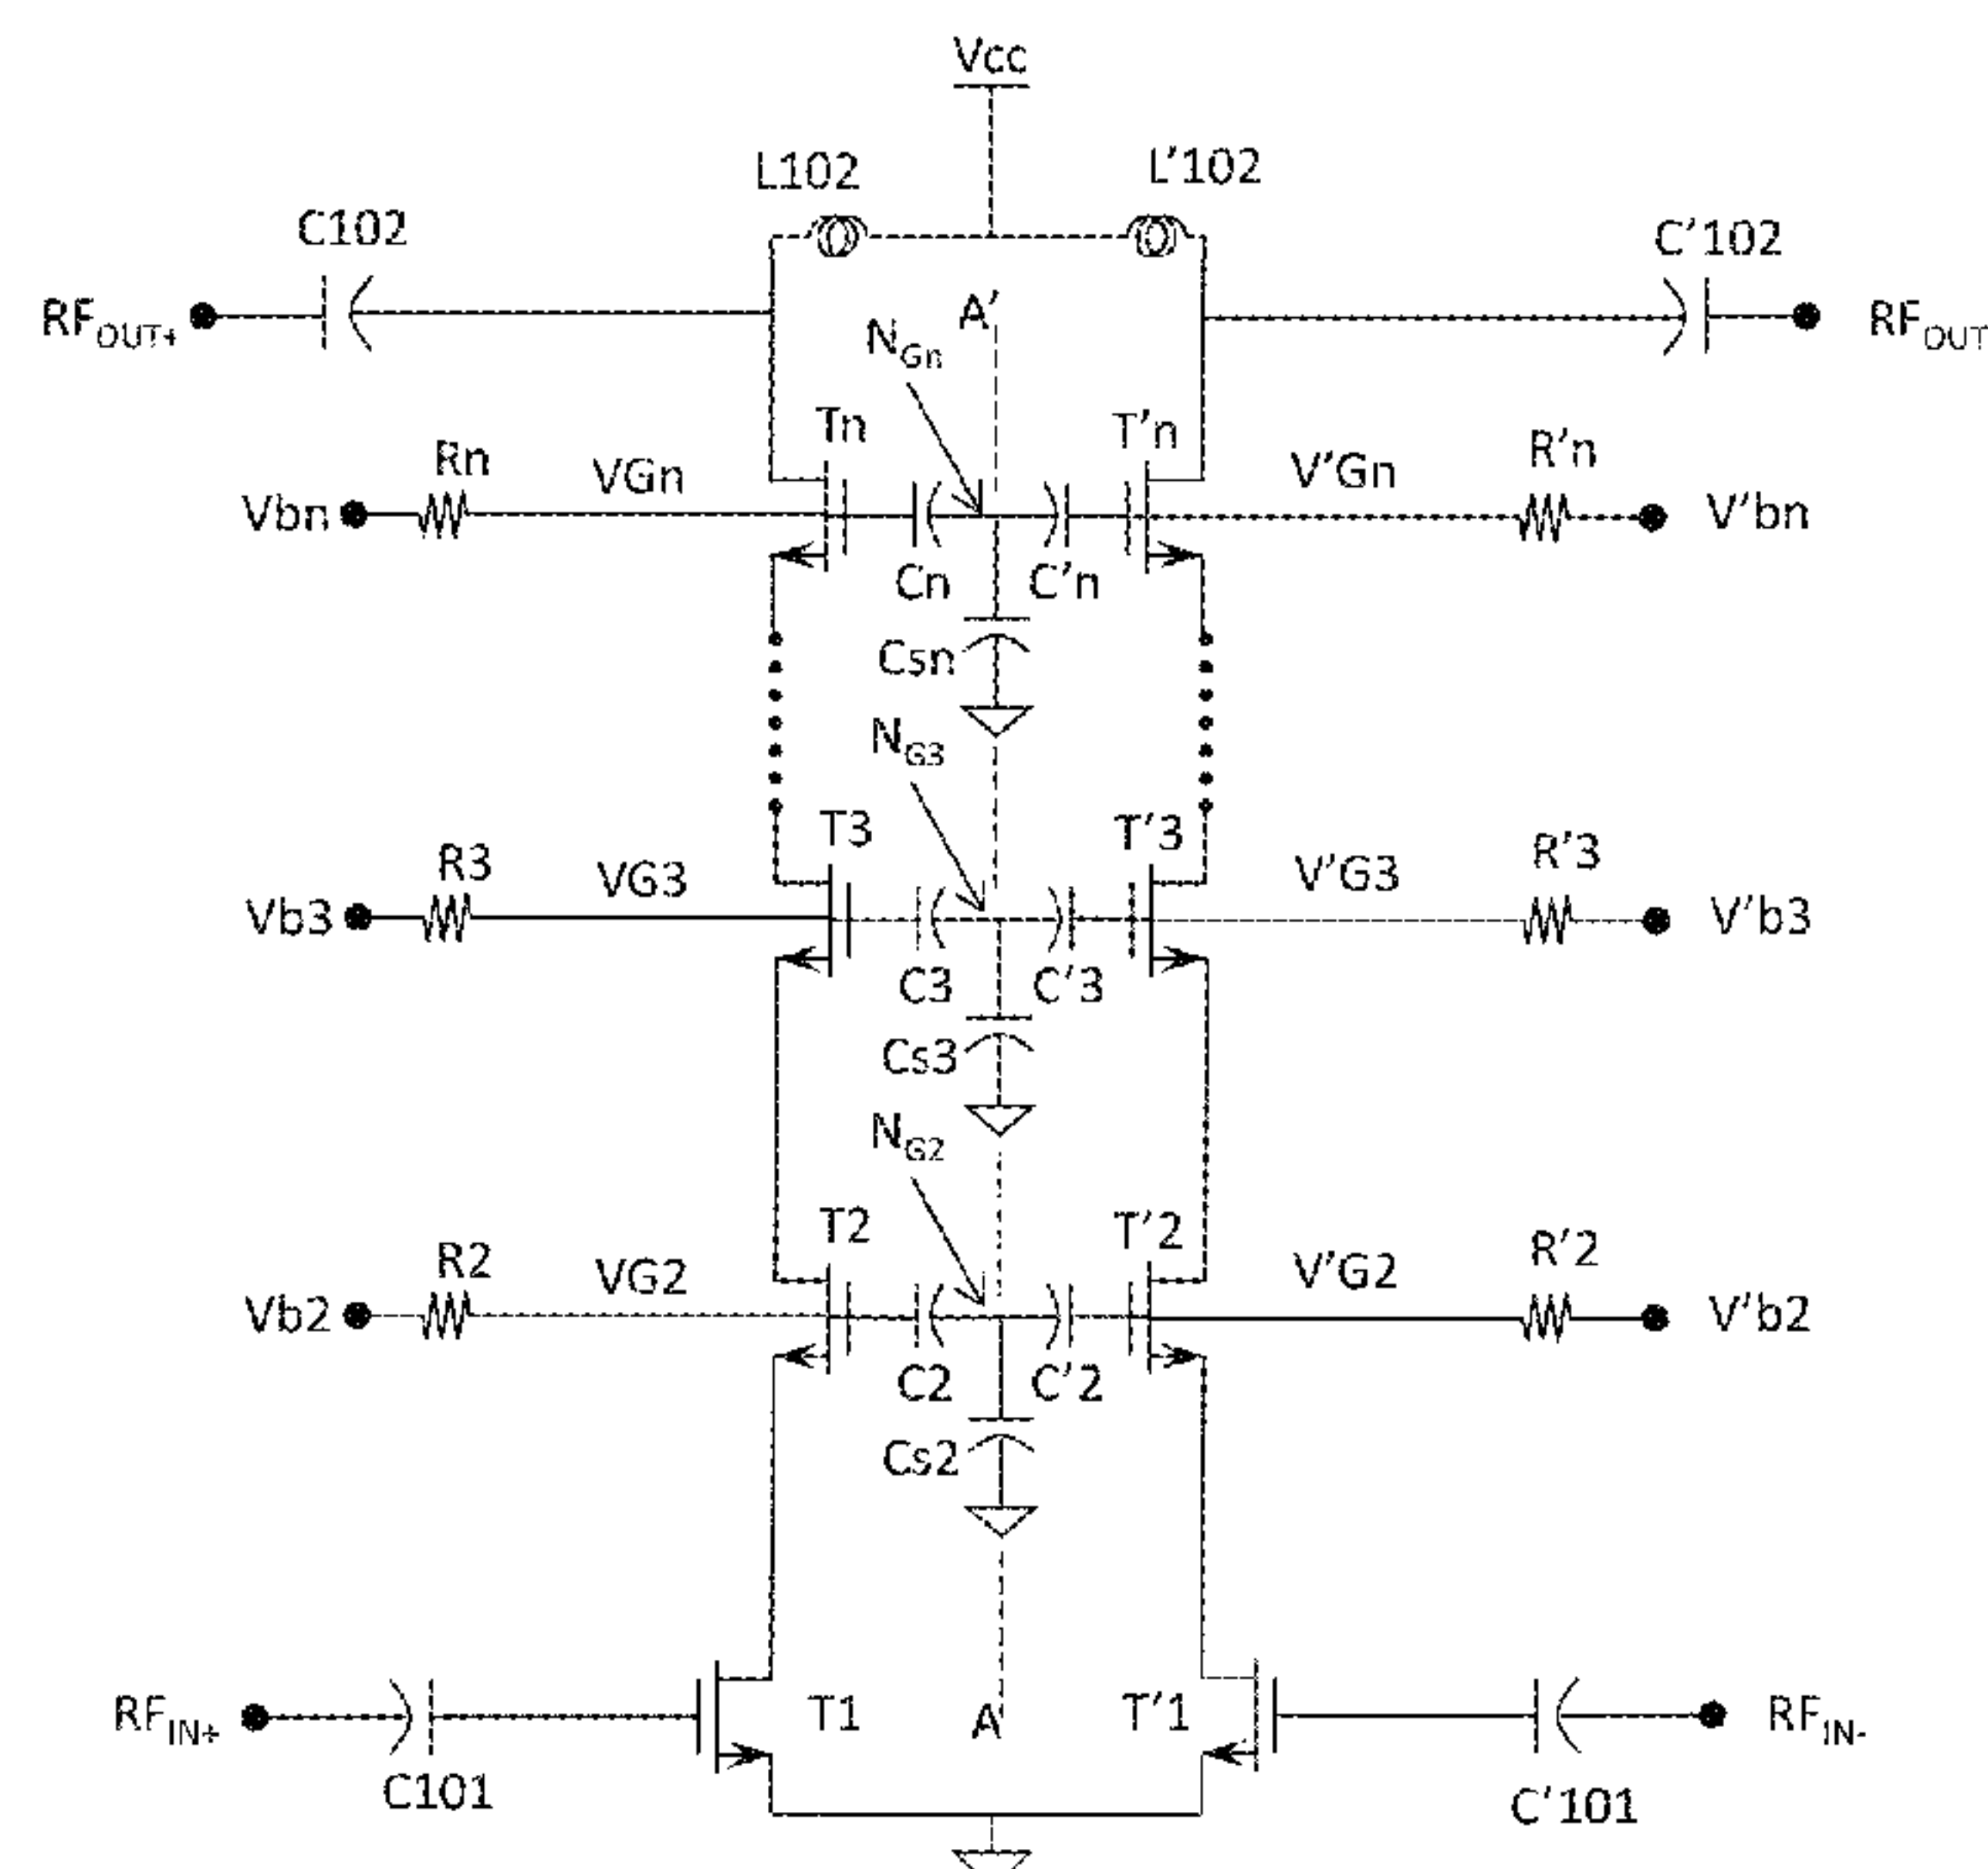 Vcc
L102
L'102
C102
C'102
RFOUT+
A'
RFOUT
NGn
Tn
T'n
Rn
VGn
V'Gn
R'n
Vbn
V'bn
Cn
C'n
Csn
NG3
T3
T'3
R3
VG3
V'G3
R'3
Vb3
V'b3
C3
C'3
Cs3
NG2
T2
T'2
R2
VG2
V'G2
R'2
Vb2
V'b2
C2
C'2
Cs2
RFIN+
T1
A
T'1
RFIN-
C101
C'101